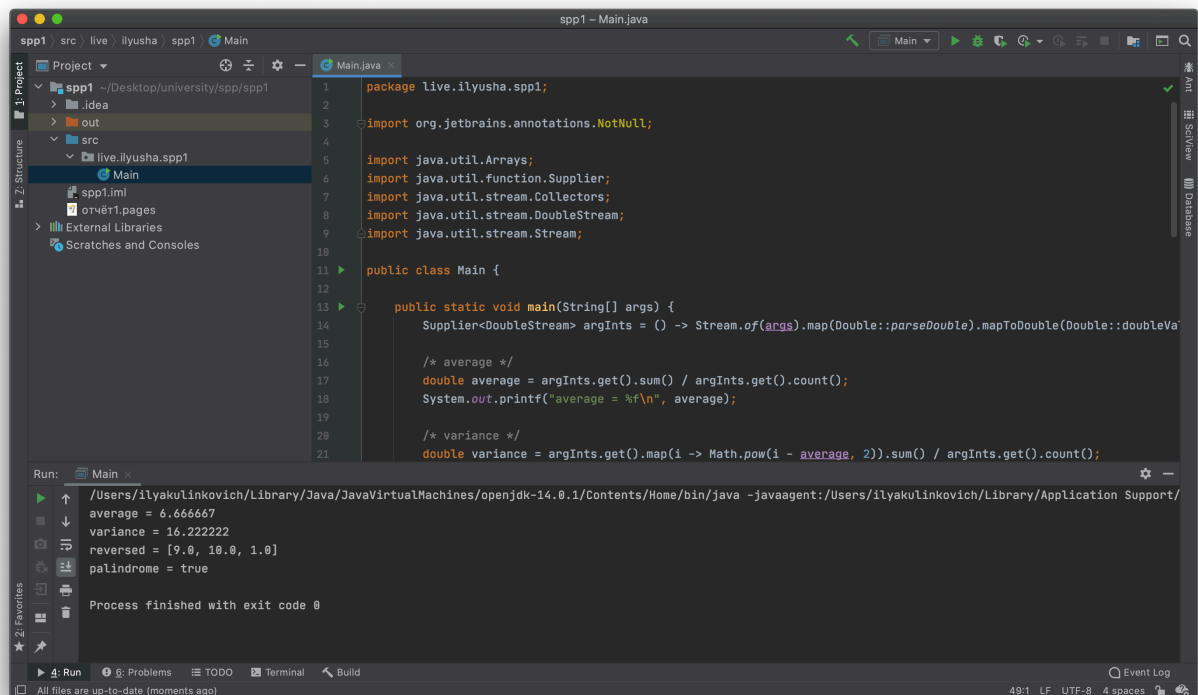 spp1 – Main.java
spp1 src live ilyusha spp1 Main
Main
1: Project
Z: Structure
2: Favorites
Project
spp1 ~/Desktop/university/spp/spp1
.idea
out
src
live.ilyusha.spp1
Main
spp1.iml
отчёт1.pages
External Libraries
Scratches and Consoles
Main.java ×
1 package live.ilyusha.spp1;
2
3 import org.jetbrains.annotations.NotNull;
4
5 import java.util.Arrays;
6 import java.util.function.Supplier;
7 import java.util.stream.Collectors;
8 import java.util.stream.DoubleStream;
9 import java.util.stream.Stream;
10
11 public class Main {
12
13 public static void main(String[] args) {
14 Supplier<DoubleStream> argInts = () -> Stream.of(args).map(Double::parseDouble).mapToDouble(Double::doubleVal
15
16 /* average */
17 double average = argInts.get().sum() / argInts.get().count();
18 System.out.printf("average = %f\n", average);
19
20 /* variance */
21 double variance = argInts.get().map(i -> Math.pow(i - average, 2)).sum() / argInts.get().count();
Ant
SciView
Database
Run: Main ×
/Users/ilyakulinkovich/Library/Java/JavaVirtualMachines/openjdk-14.0.1/Contents/Home/bin/java -javaagent:/Users/ilyakulinkovich/Library/Application Support/
average = 6.666667
variance = 16.222222
reversed = [9.0, 10.0, 1.0]
palindrome = true
Process finished with exit code 0
4: Run 6: Problems TODO Terminal Build Event Log
All files are up-to-date (moments ago) 49:1 LF UTF-8 4 spaces